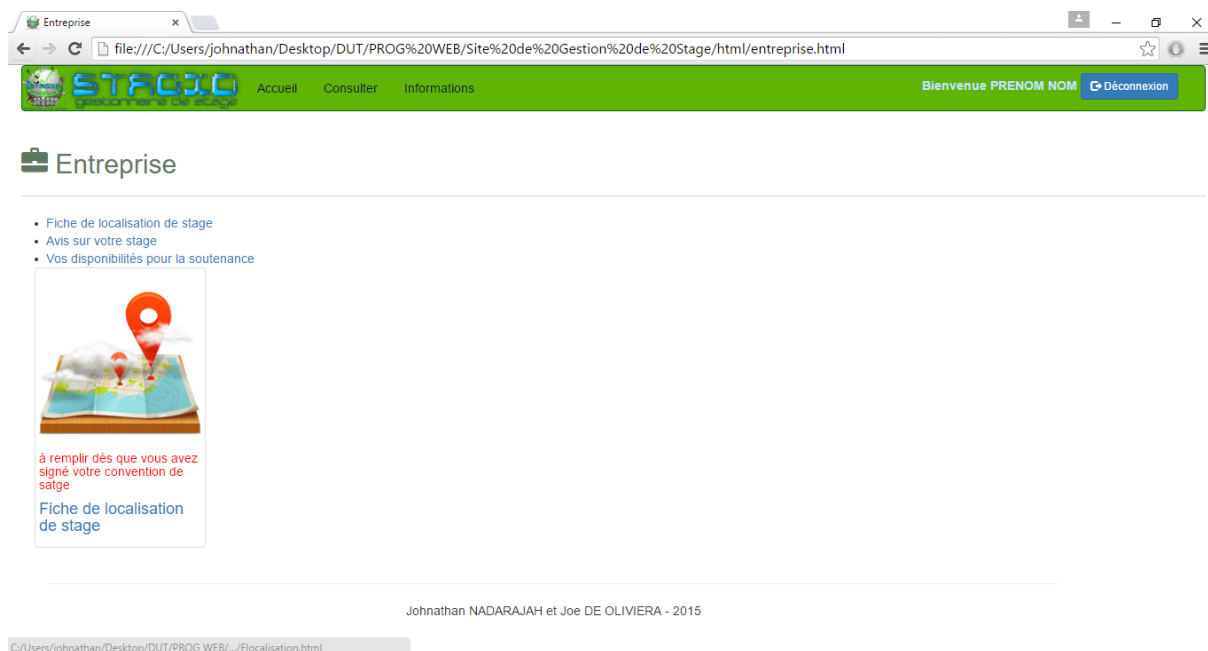 Entreprise
file:///C:/Users/johnathan/Desktop/DUT/PROG%20WEB/Site%20de%20Gestion%20de%20Stage/html/entreprise.html
STAGIO
gestionnaire de stage
Accueil Consulter Informations
Bienvenue PRENOM NOM Déconnexion
Entreprise
Fiche de localisation de stage
Avis sur votre stage
Vos disponibilités pour la soutenance
à remplir dès que vous avez
signé votre convention de
satge
Fiche de localisation
de stage
Johnathan NADARAJAH et Joe DE OLIVIERA - 2015
C:/Users/johnathan/Desktop/DUT/PROG WEB/.../Elocalisation.html